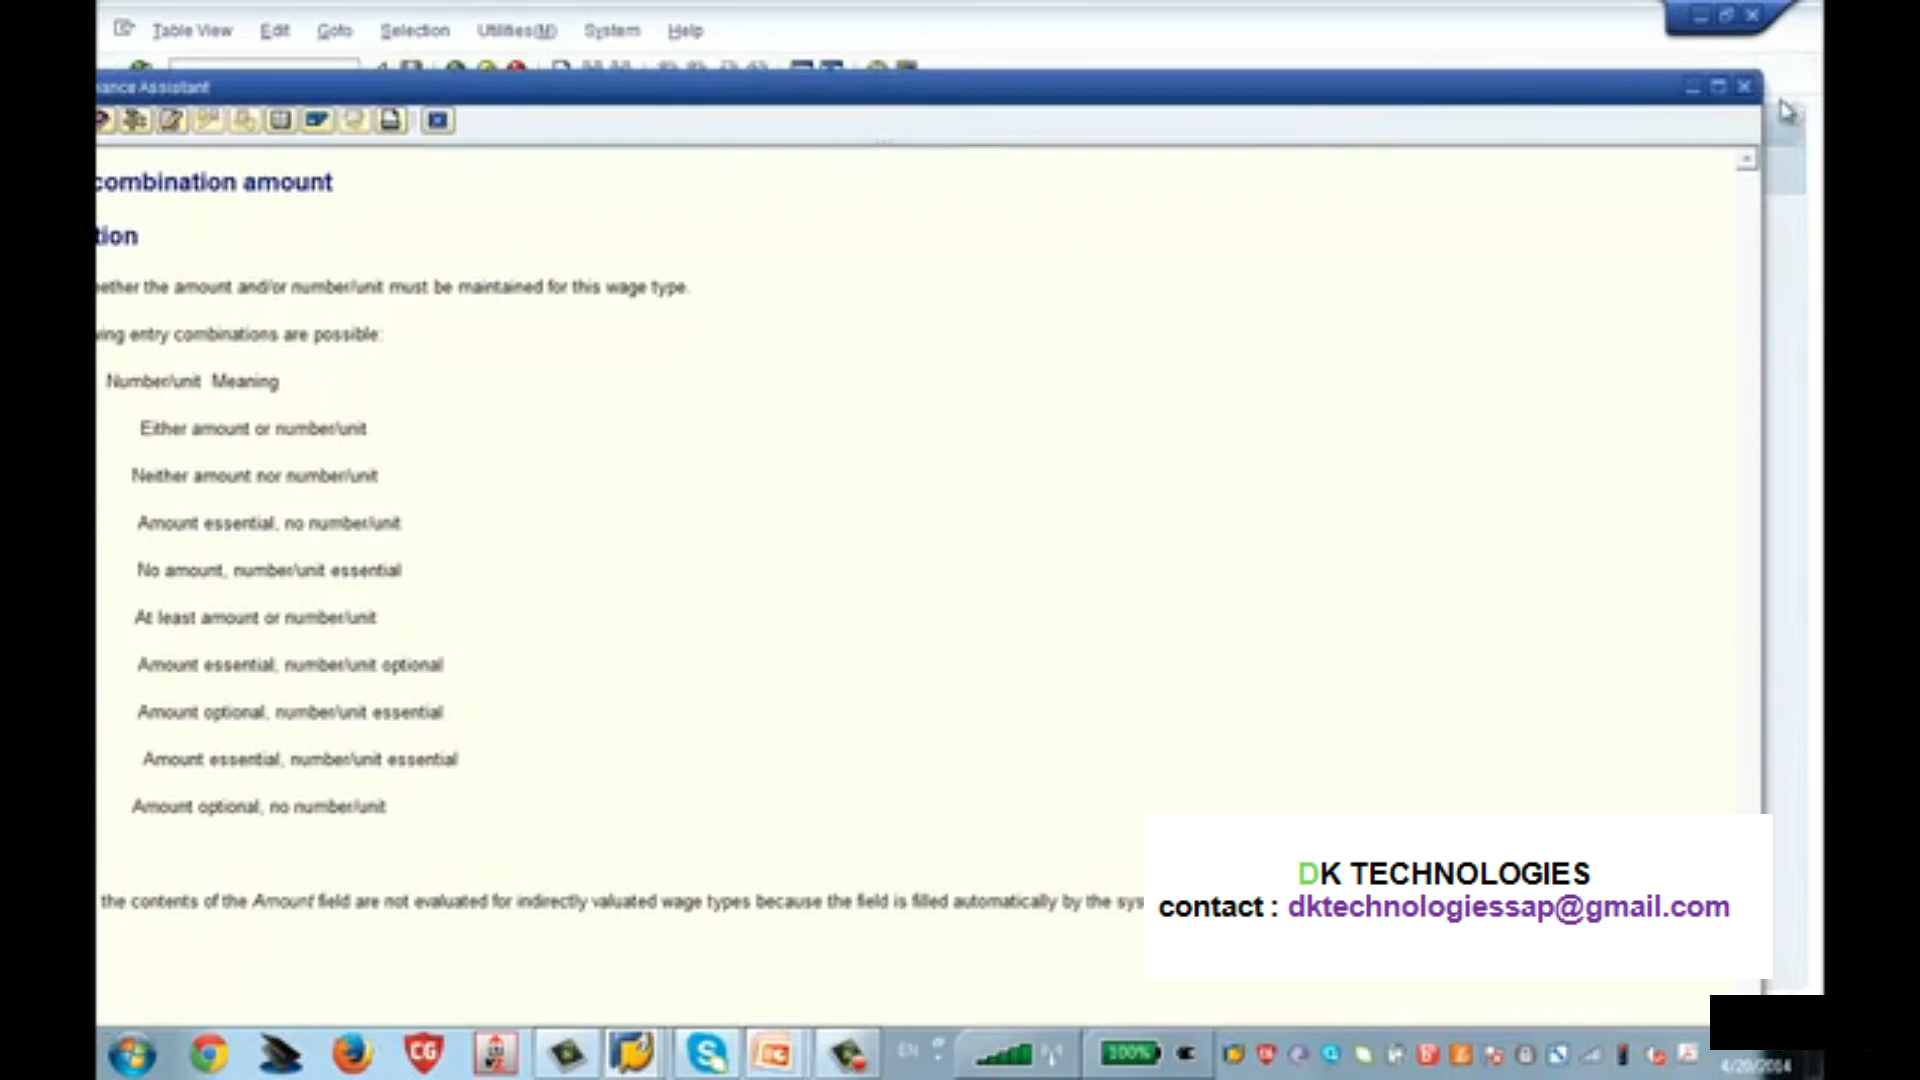 Table View Edit Goto Selection Utilities(M) System Help
ance Assistant
combination amount
tion
ether the amount and/or number/unit must be maintained for this wage type.
ving entry combinations are possible:
Number/unit Meaning
Either amount or number/unit
Neither amount nor number/unit
Amount essential, no number/unit
No amount, number/unit essential
At least amount or number/unit
Amount essential, number/unit optional
Amount optional, number/unit essential
Amount essential, number/unit essential
Amount optional, no number/unit
the contents of the Amount field are not evaluated for indirectly valuated wage types because the field is filled automatically by the sys
DK TECHNOLOGIES
contact : dktechnologiessap@gmail.com
CG
EN
100%
4/20/2014